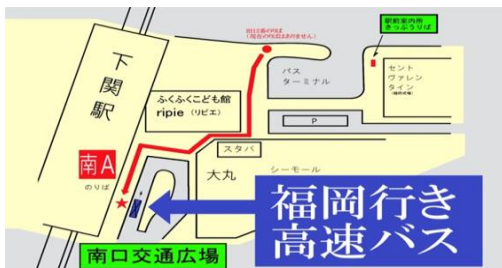 下関駅
駅前案内所
きっぷうりば
バス
ターミナル
セント
ヴァレン
タイン
ふくふくこども館
ripie (リピエ)
P
スタバ
南A
のりば
大丸
シーモール
福岡行き
高速バス
南口交通広場